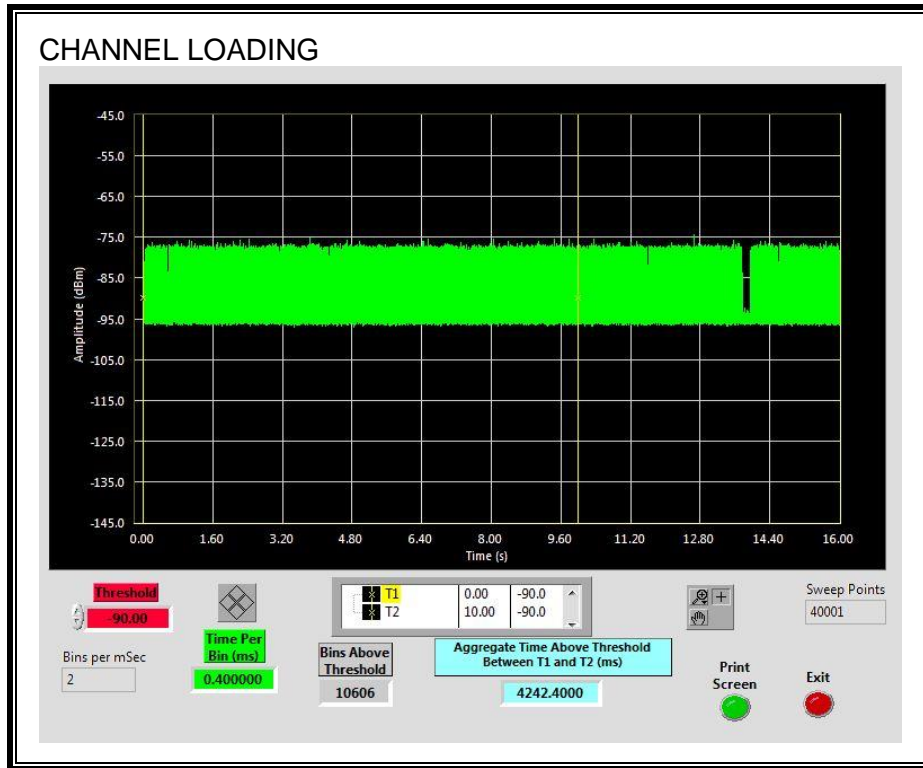 CHANNEL LOADING
-45.0
-55.0
-65.0
-75.0
-85.0
-95.0
-105.0
-115.0
-125.0
-135.0
-145.0
Amplitude (dBm)
0.00 1.60 3.20 4.80 6.40 8.00 9.60 11.20 12.80 14.40 16.00
Time (s)
Threshold
-90.00
Bins per mSec
2
Time Per
Bin (ms)
0.400000
T1 0.00 -90.0
T2 10.00 -90.0
Bins Above
Threshold
10606
Aggregate Time Above Threshold
Between T1 and T2 (ms)
4242.4000
Sweep Points
40001
Print
Screen
Exit